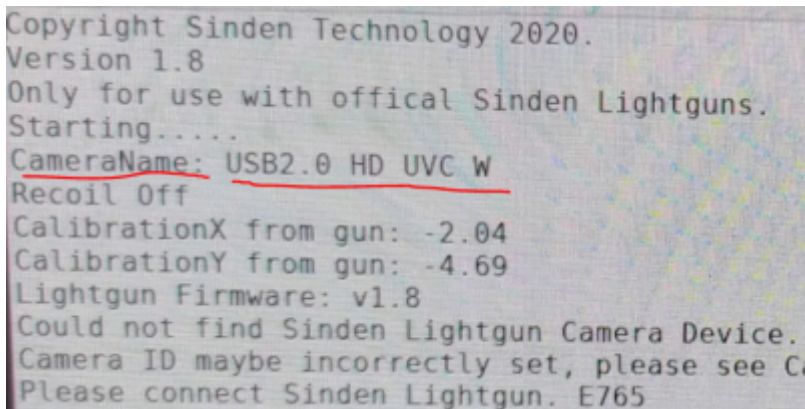 Copyright Sinden Technology 2020.
Version 1.8
Only for use with offical Sinden Lightguns.
Starting.....
CameraName: USB2.0 HD UVC W
Recoil Off
CalibrationX from gun: -2.04
CalibrationY from gun: -4.69
Lightgun Firmware: v1.8
Could not find Sinden Lightgun Camera Device.
Camera ID maybe incorrectly set, please see
Please connect Sinden Lightgun. E765